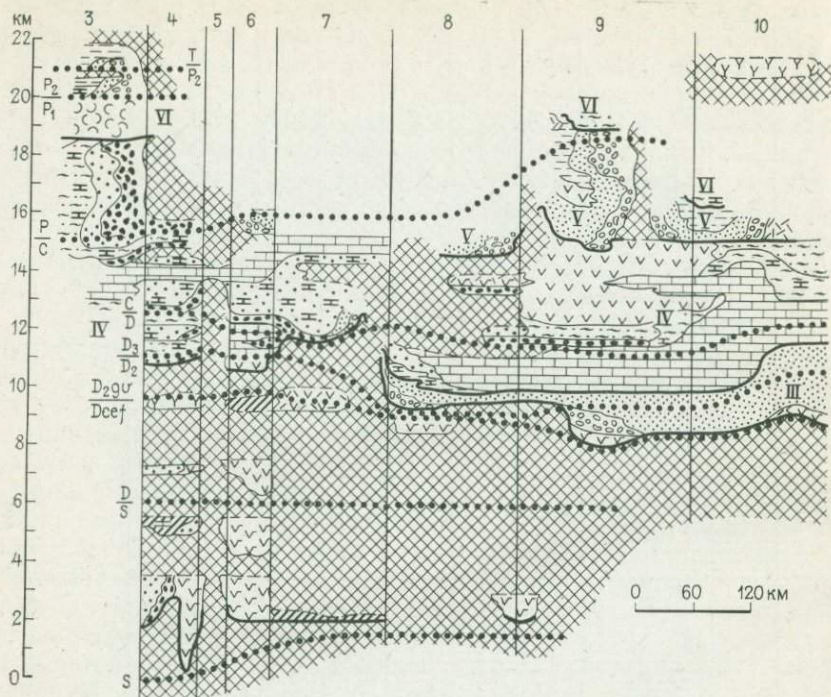 КМ
3 4 5 6 7 8 9 10
22
20
18
16
14
12
10
8
6
4
2
0
T
P₂
P₂
P₁
VI
P
C
IV
C
D
D₃
D₂
D₂gv
D₂ef
D
S
S
VI
V
V
V
VI
V
IV
III
0 60 120 КМ